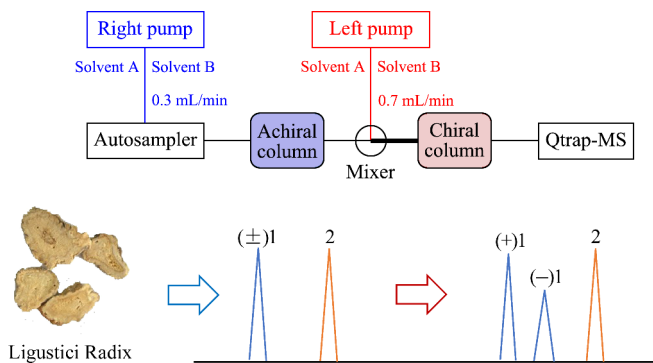 Right pump
Left pump
Solvent A Solvent B
Solvent A Solvent B
0.3 mL/min
0.7 mL/min
Autosampler
Achiral
column
Mixer
Chiral
column
Qtrap-MS
(±)1
2
(+)1
(−)1
2
Ligustici Radix